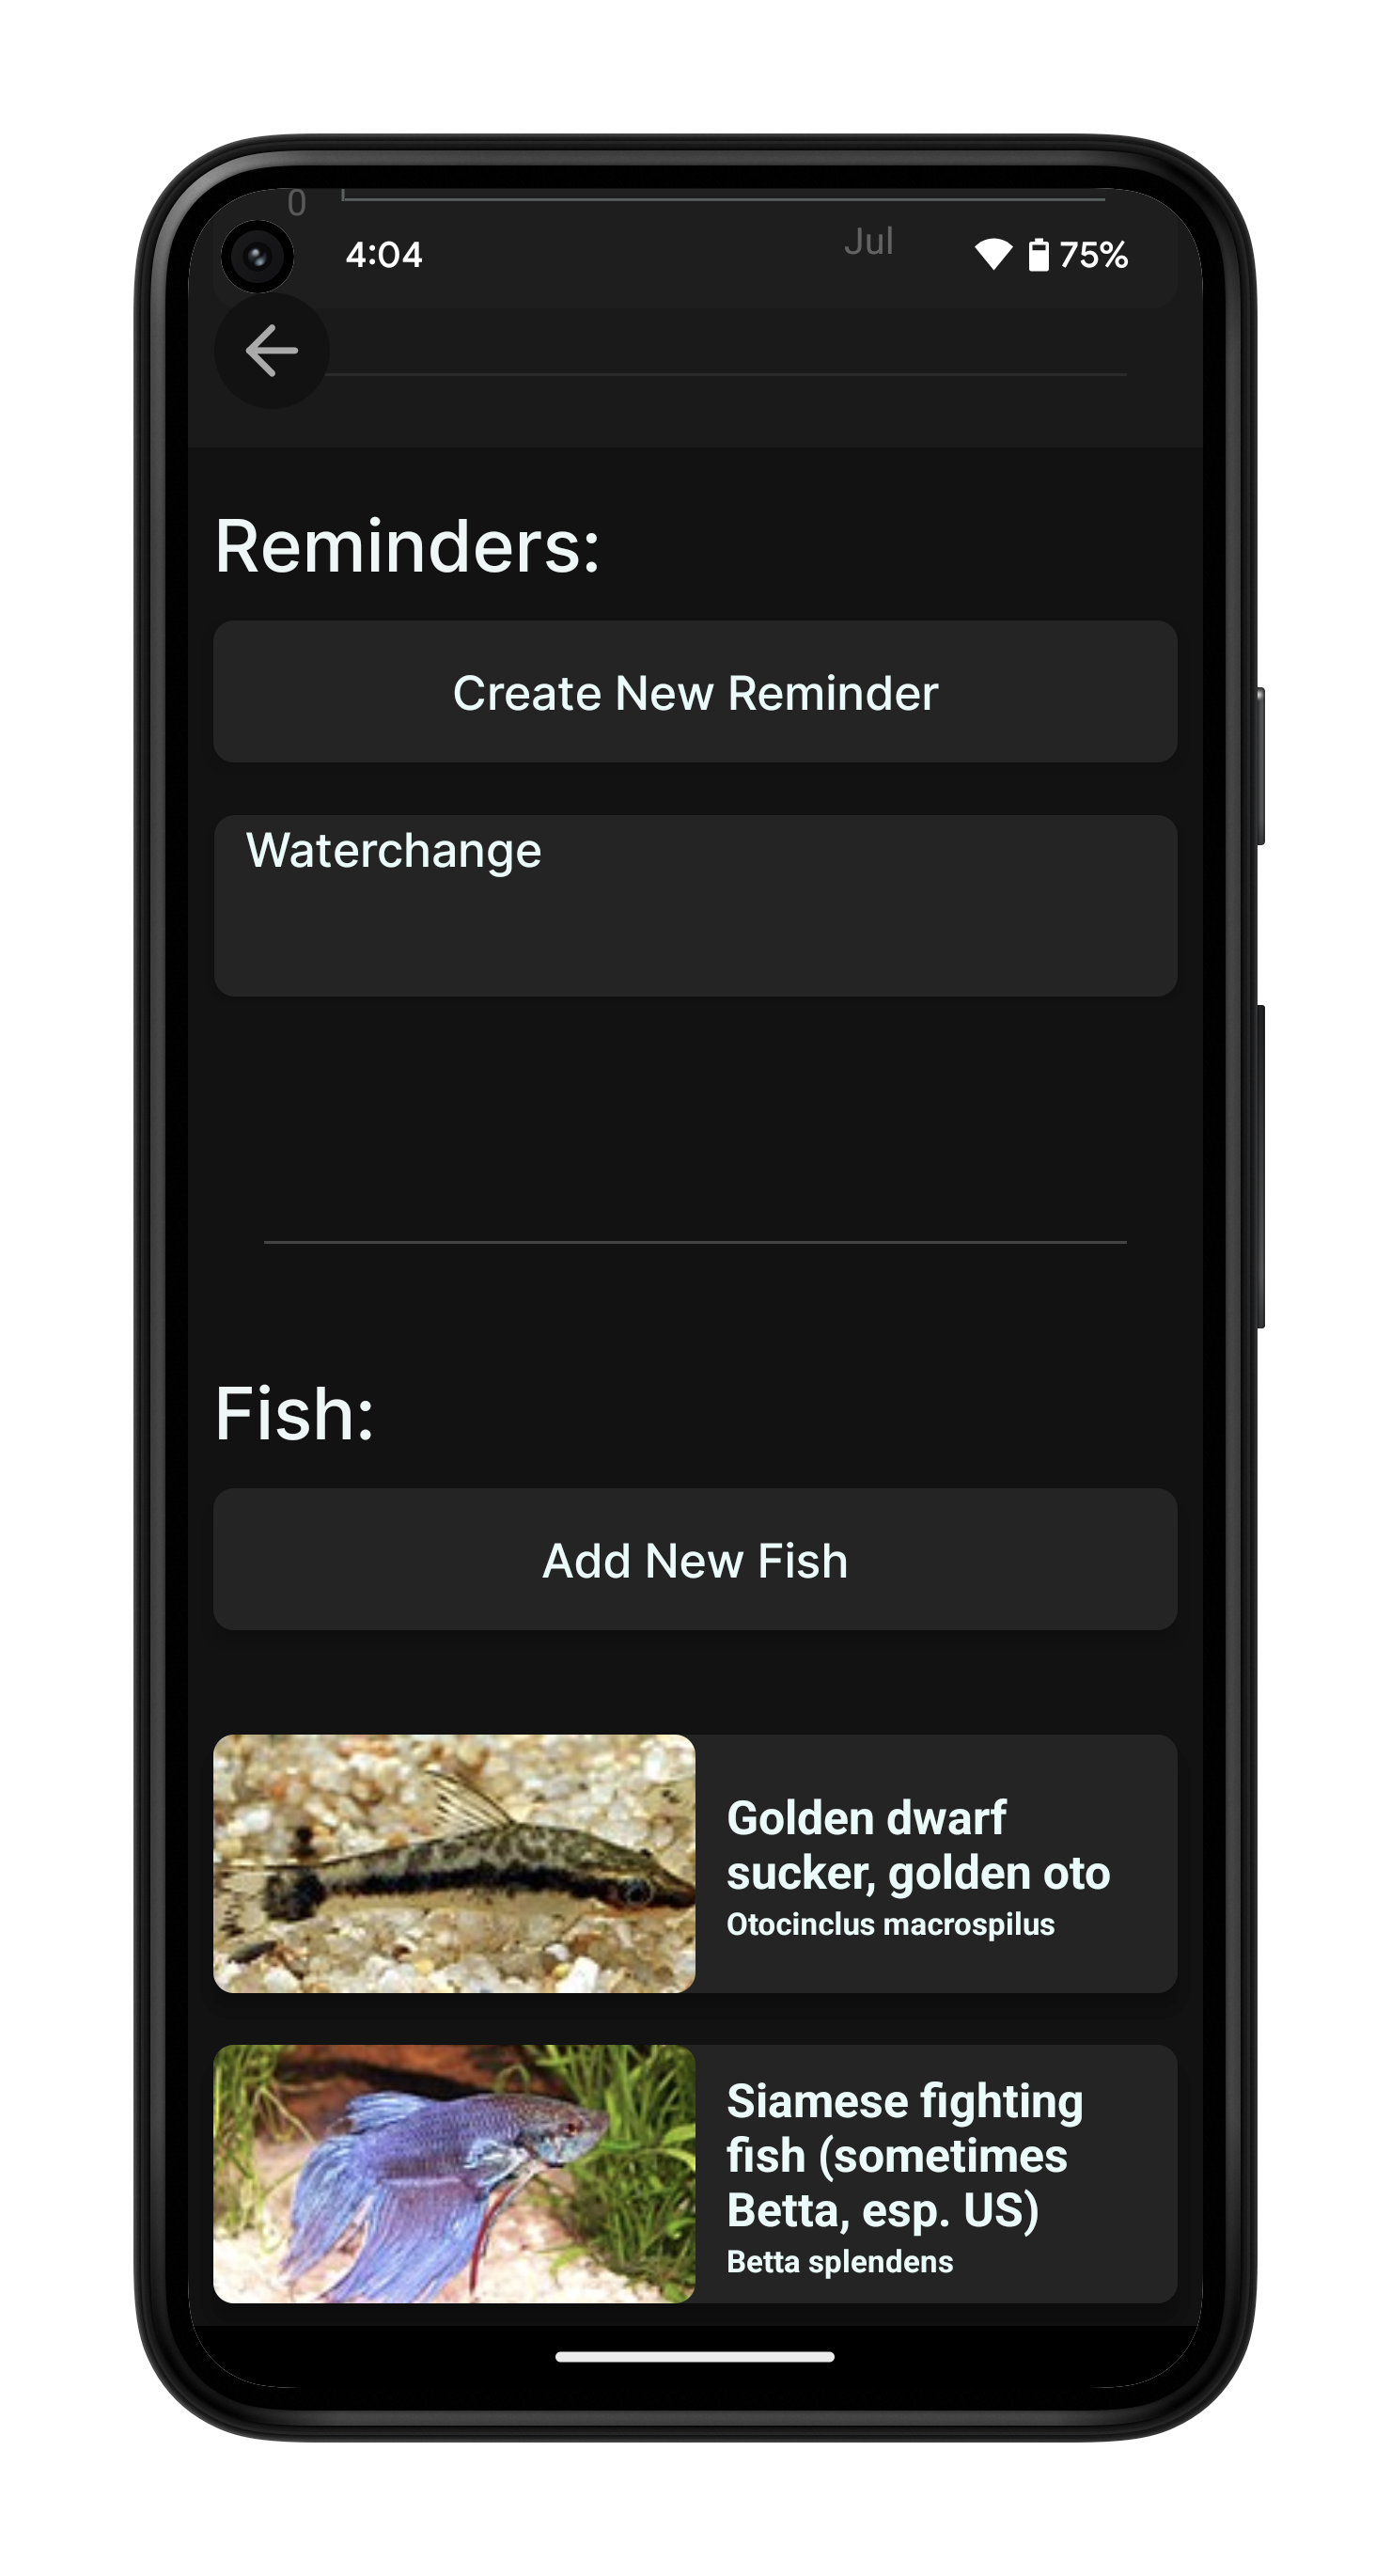 0
Jul
4:04
75%
Reminders:
Create New Reminder
Waterchange
Fish:
Add New Fish
Golden dwarf
sucker, golden oto
Otocinclus macrospilus
Siamese fighting
fish (sometimes
Betta, esp. US)
Betta splendens